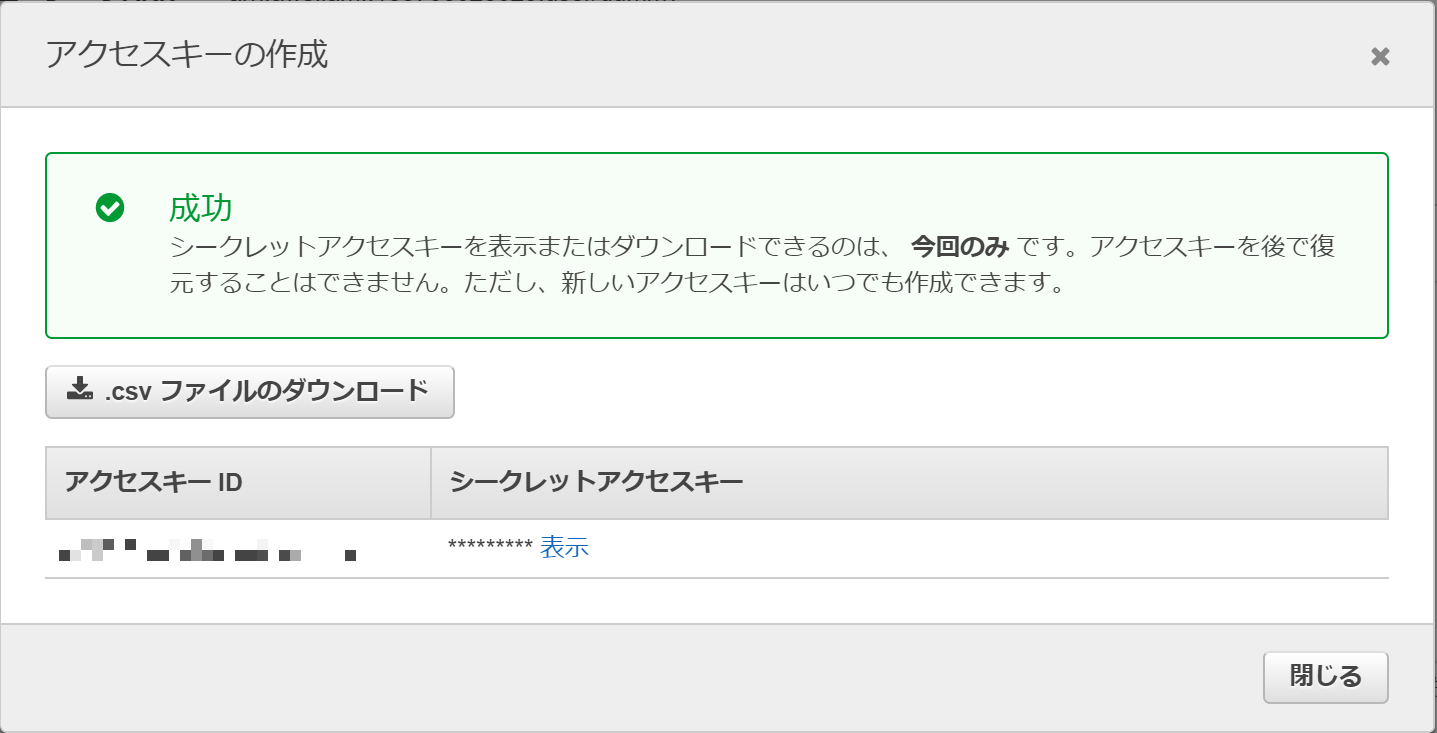 アクセスキーの作成
成功
シークレットアクセスキーを表示またはダウンロードできるのは、 今回のみ です。アクセスキーを後で復
元することはできません。ただし、新しいアクセスキーはいつでも作成できます。
.csv ファイルのダウンロード
アクセスキー ID シークレットアクセスキー
********* 表示
閉じる